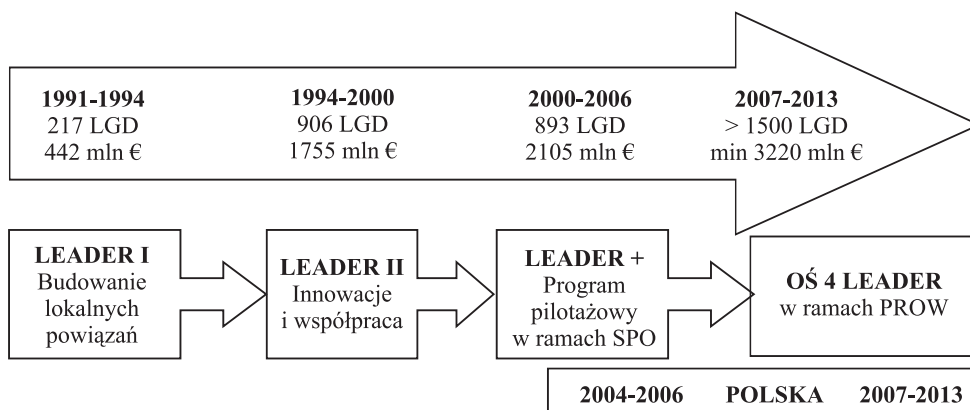 1991-1994 1994-2000 2000-2006 2007-2013
217 LGD 906 LGD 893 LGD > 1500 LGD
442 mln € 1755 mln € 2105 mln € min 3220 mln €
LEADER I
Budowanie
lokalnych
powiązań
LEADER II
Innowacje
i współpraca
LEADER +
Program
pilotażowy
w ramach SPO
OŚ 4 LEADER
w ramach PROW
2004-2006 POLSKA 2007-2013